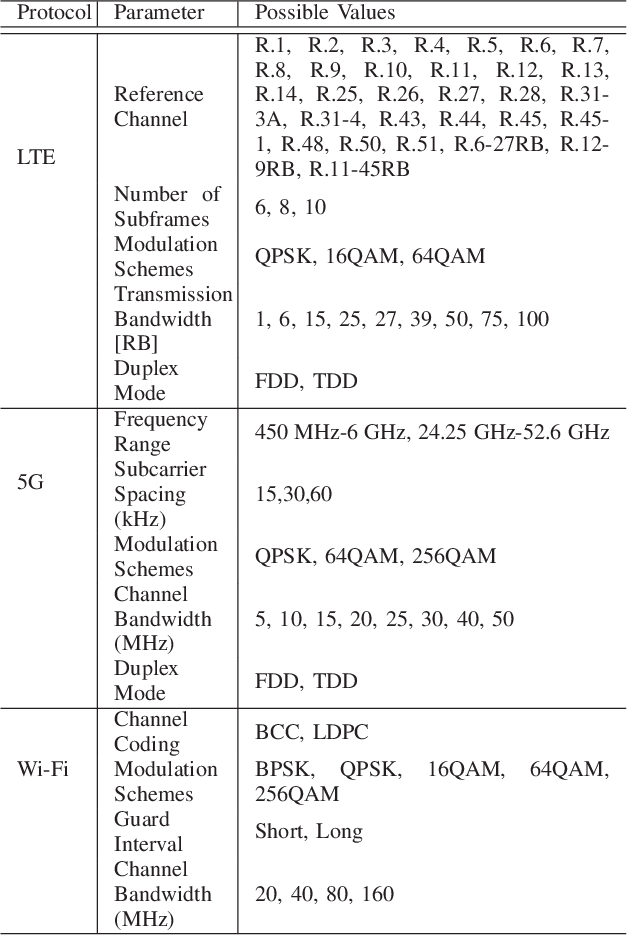 Protocol Parameter Possible Values
LTE
Reference
Channel
R.1, R.2, R.3, R.4, R.5, R.6, R.7,
R.8, R.9, R.10, R.11, R.12, R.13,
R.14, R.25, R.26, R.27, R.28, R.31-
3A, R.31-4, R.43, R.44, R.45, R.45-
1, R.48, R.50, R.51, R.6-27RB, R.12-
9RB, R.11-45RB
Number of
Subframes
6, 8, 10
Modulation
Schemes
QPSK, 16QAM, 64QAM
Transmission
Bandwidth
[RB]
1, 6, 15, 25, 27, 39, 50, 75, 100
Duplex
Mode
FDD, TDD
5G
Frequency
Range
450 MHz-6 GHz, 24.25 GHz-52.6 GHz
Subcarrier
Spacing
(kHz)
15,30,60
Modulation
Schemes
QPSK, 64QAM, 256QAM
Channel
Bandwidth
(MHz)
5, 10, 15, 20, 25, 30, 40, 50
Duplex
Mode
FDD, TDD
Wi-Fi
Channel
Coding
BCC, LDPC
Modulation
Schemes
BPSK, QPSK, 16QAM, 64QAM,
256QAM
Guard
Interval
Short, Long
Channel
Bandwidth
(MHz)
20, 40, 80, 160